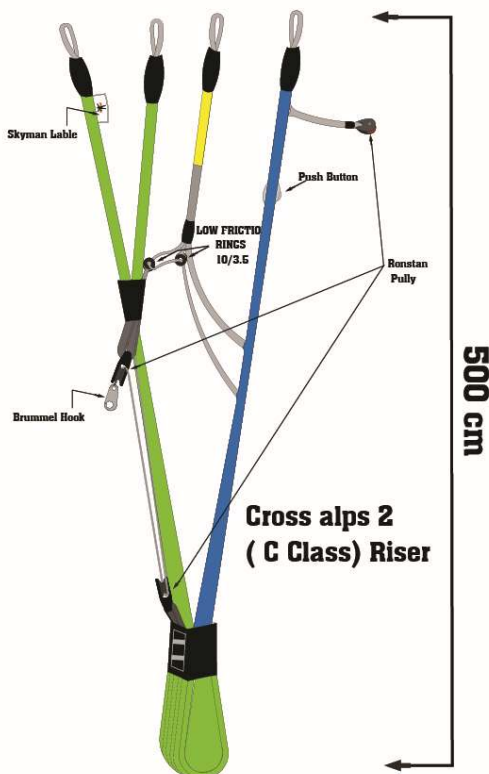 Skyman Lable
Push Button
LOW FRICTIO
RINGS
10/3.5
Ronstan
Pully
Brummel Hook
500 cm
Cross alps 2
( C Class) Riser